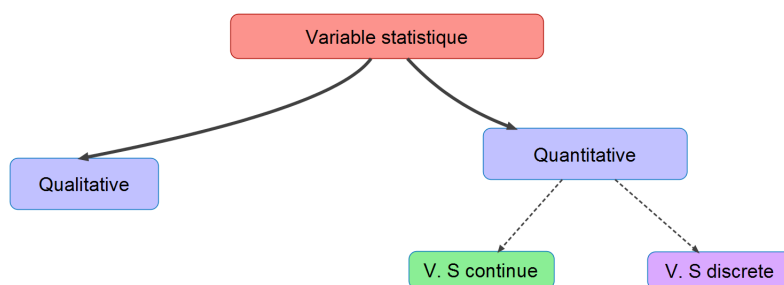 Variable statistique
Qualitative
Quantitative
V. S continue
V. S discrete